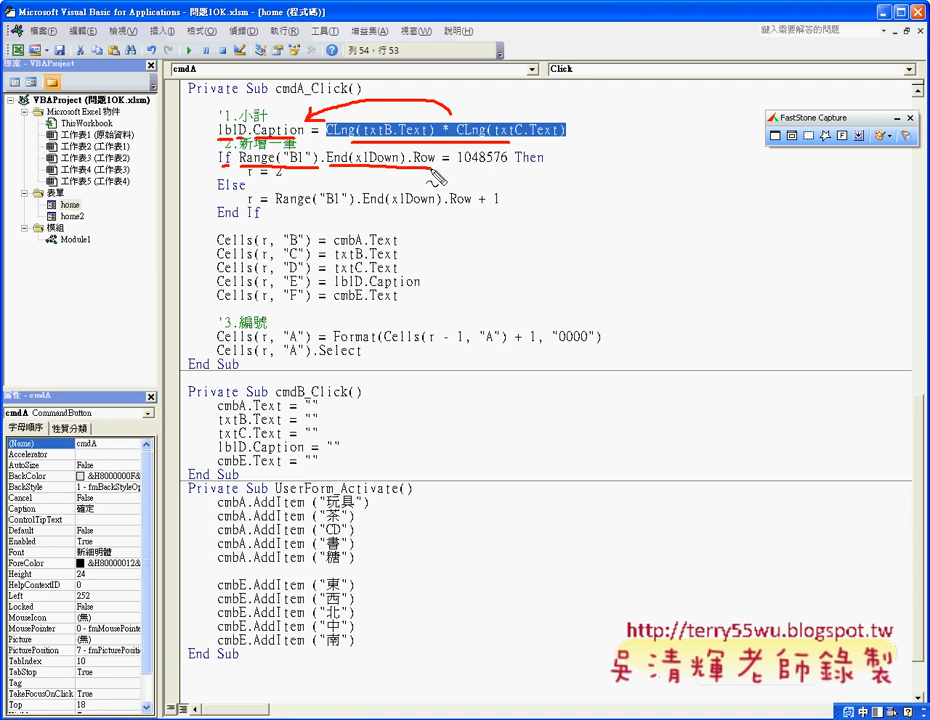 Microsoft Visual Basic for Applications - 問題1OK.xlsm - [home (程式碼)]
檔案(F) 編輯(E) 檢視(V) 插入(I) 格式(O) 偵錯(D) 執行(R) 工具(T) 增益集(A) 視窗(W) 說明(H)
鍵入需要解答的問題
列 54，行 53
專案 - VBAProject
VBAProject (問題1OK.xlsm)
Microsoft Excel 物件
ThisWorkbook
工作表1 (原始資料)
工作表2 (工作表1)
工作表3 (工作表2)
工作表4 (工作表3)
工作表5 (工作表4)
表單
home
home2
模組
Module1
屬性 - cmdA
cmdA CommandButton
字母順序 性質分類
(Name) cmdA
Accelerator
AutoSize False
BackColor &H8000000F&
BackStyle 1 - fmBackStyleOp
Cancel False
Caption 確定
ControlTipText
Default False
Enabled True
Font 新細明體
ForeColor &H80000012&
Height 24
HelpContextID 0
Left 252
Locked False
MouseIcon (無)
MousePointer 0 - fmMousePointe
Picture (無)
PicturePosition 7 - fmPicturePositio
TabIndex 10
TabStop True
Tag
TakeFocusOnClick True
Top 18
cmdA Click
Private Sub cmdA_Click()
'1.小計
lblD.Caption = CLng(txtB.Text) * CLng(txtC.Text)
'2.新增一筆
If Range("B1").End(xlDown).Row = 1048576 Then
r = 2
Else
r = Range("B1").End(xlDown).Row + 1
End If
Cells(r, "B") = cmbA.Text
Cells(r, "C") = txtB.Text
Cells(r, "D") = txtC.Text
Cells(r, "E") = lblD.Caption
Cells(r, "F") = cmbE.Text
'3.編號
Cells(r, "A") = Format(Cells(r - 1, "A") + 1, "0000")
Cells(r, "A").Select
End Sub
Private Sub cmdB_Click()
cmbA.Text = ""
txtB.Text = ""
txtC.Text = ""
lblD.Caption = ""
cmbE.Text = ""
End Sub
Private Sub UserForm_Activate()
cmbA.AddItem ("玩具")
cmbA.AddItem ("茶")
cmbA.AddItem ("CD")
cmbA.AddItem ("書")
cmbA.AddItem ("糖")
cmbE.AddItem ("東")
cmbE.AddItem ("西")
cmbE.AddItem ("北")
cmbE.AddItem ("中")
cmbE.AddItem ("南")
End Sub
FastStone Capture
http://terry55wu.blogspot.tw
吳清輝老師錄製
中